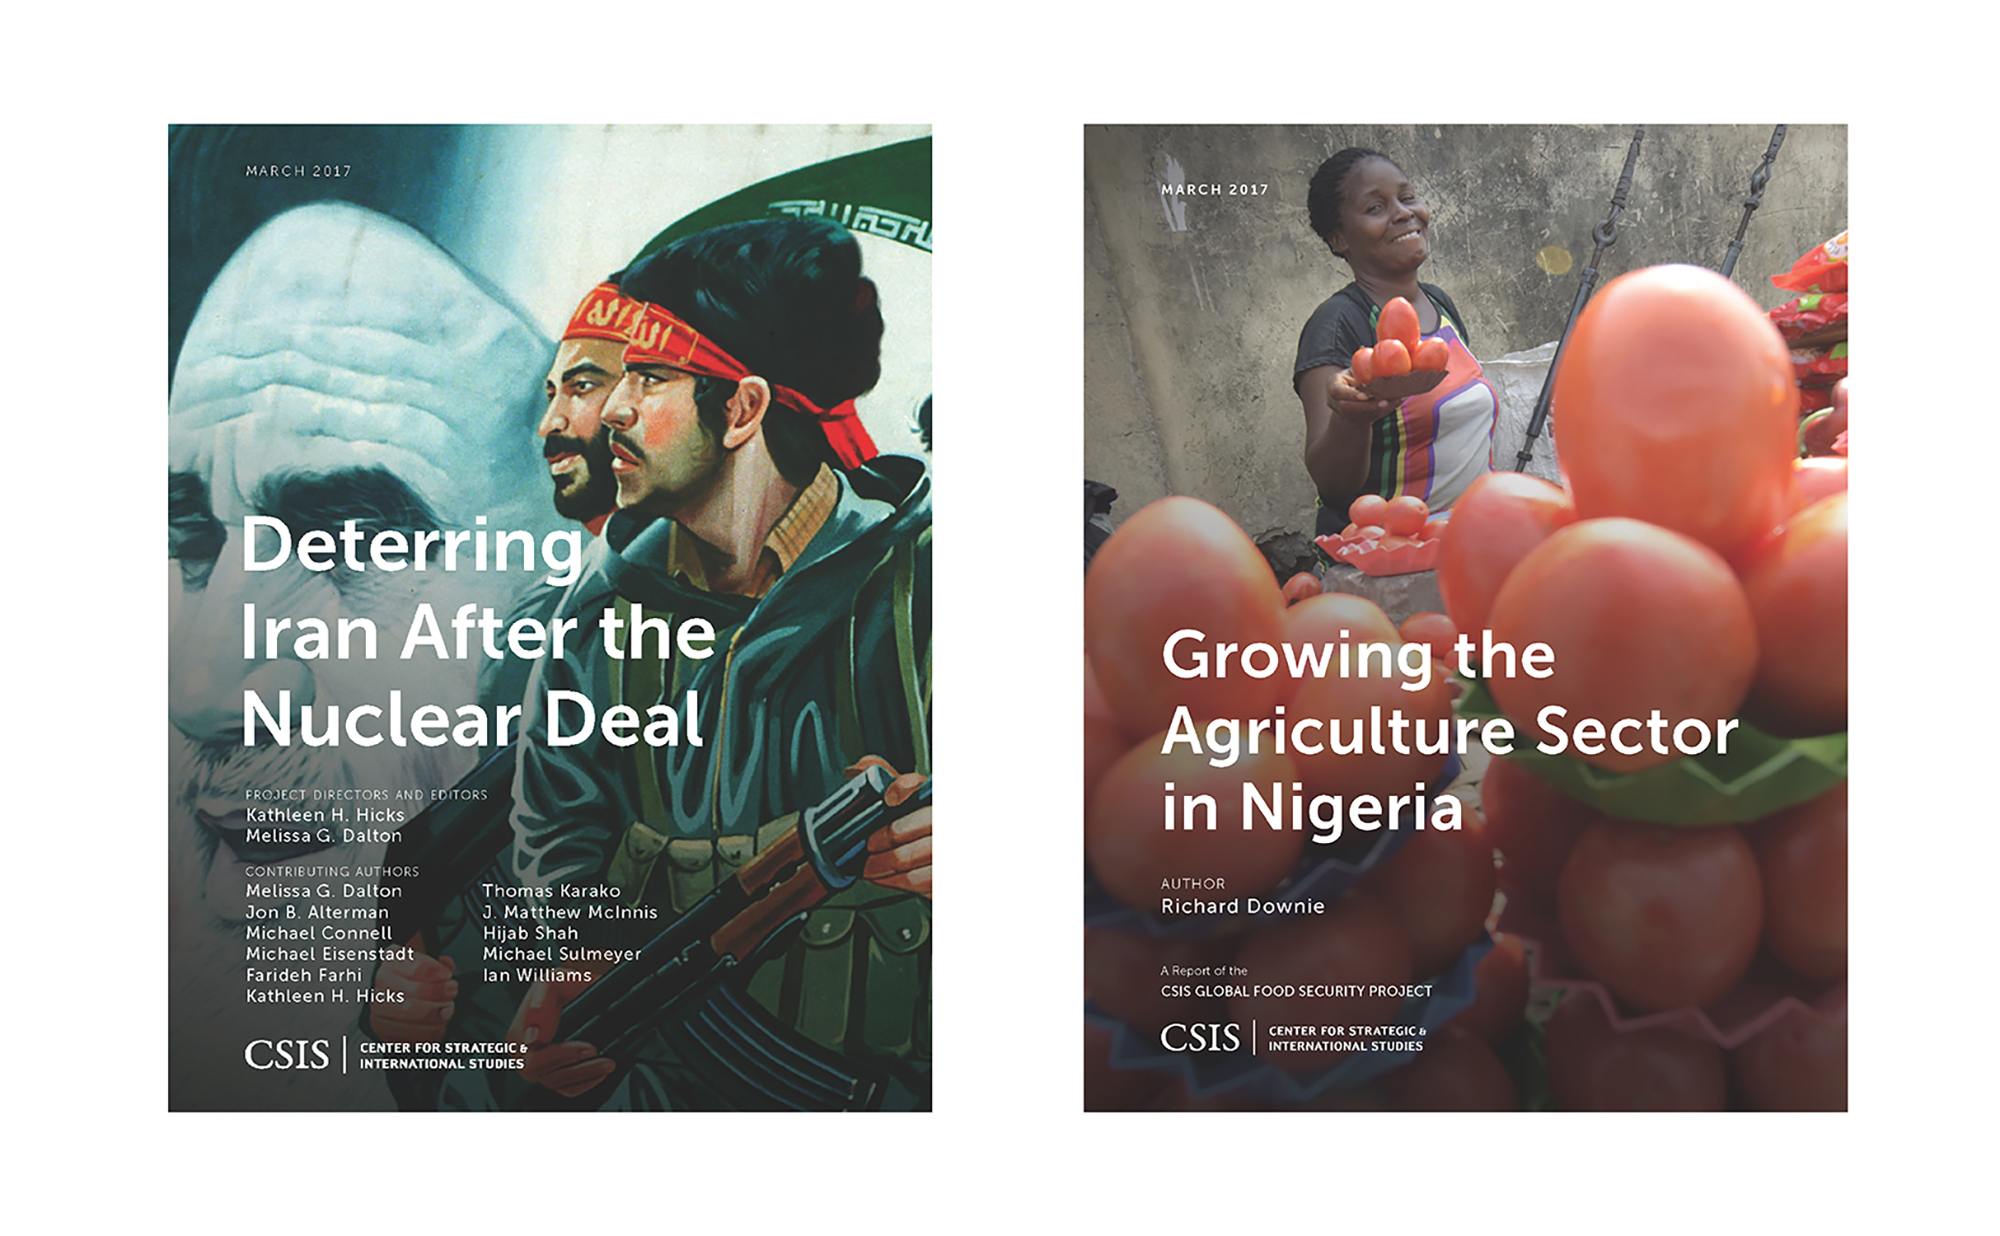 MARCH 2017
Deterring
Iran After the
Nuclear Deal
PROJECT DIRECTORS AND EDITORS
Kathleen H. Hicks
Melissa G. Dalton
CONTRIBUTING AUTHORS
Melissa G. Dalton
Jon B. Alterman
Michael Connell
Michael Eisenstadt
Farideh Farhi
Kathleen H. Hicks
Thomas Karako
J. Matthew McInnis
Hijab Shah
Michael Sulmeyer
Ian Williams
CSIS
CENTER FOR STRATEGIC &
INTERNATIONAL STUDIES
MARCH 2017
Growing the
Agriculture Sector
in Nigeria
AUTHOR
Richard Downie
A Report of the
CSIS GLOBAL FOOD SECURITY PROJECT
CSIS
CENTER FOR STRATEGIC &
INTERNATIONAL STUDIES